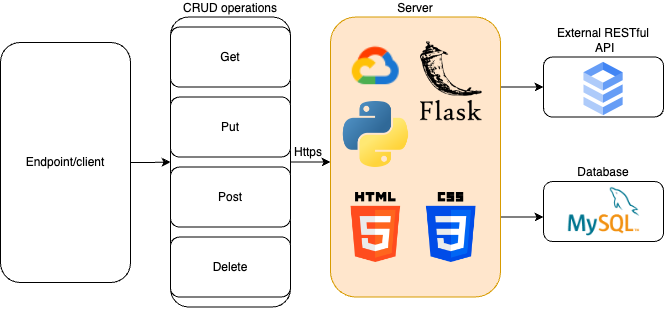 CRUD operations
Server
External RESTful
API
Get
Put
Post
Delete
Endpoint/client
Https
Flask
HTML
5
CSS
3
Database
MySQL™